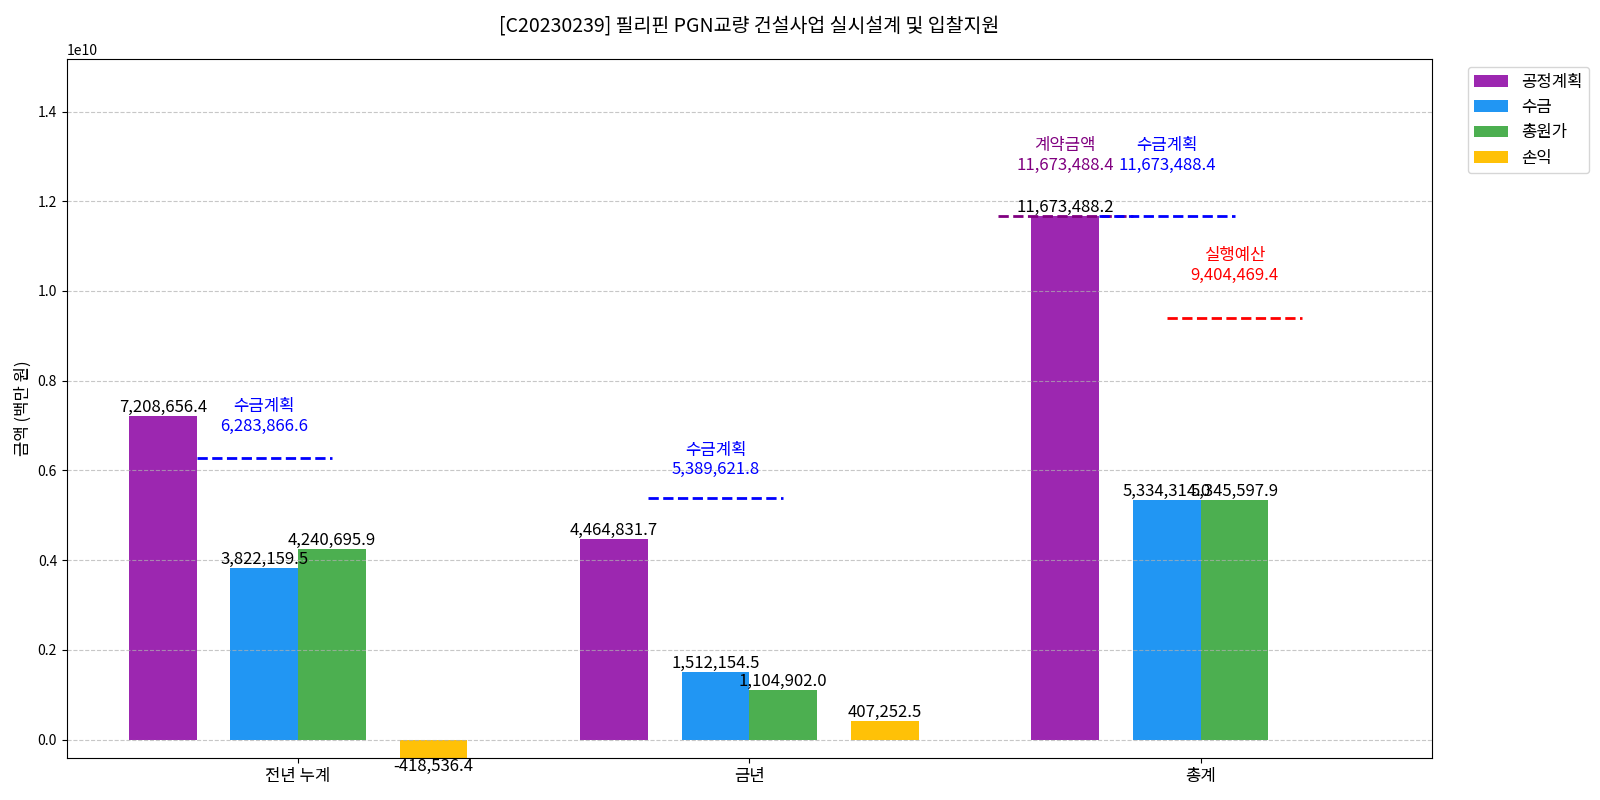 [C20230239] 필리핀 PGN교량 건설사업 실시설계 및 입찰지원
1e10
공정계획
수금
총원가
손익
금액 (백만 원)
1.4
1.2
1.0
0.8
0.6
0.4
0.2
0.0
계약금액
11,673,488.4
수금계획
11,673,488.4
11,673,488.2
실행예산
9,404,469.4
7,208,656.4
수금계획
6,283,866.6
수금계획
5,389,621.8
4,464,831.7
4,240,695.9
3,822,159.5
5,334,314.0
5,345,597.9
1,512,154.5
1,104,902.0
407,252.5
-418,536.4
전년 누계
금년
총계